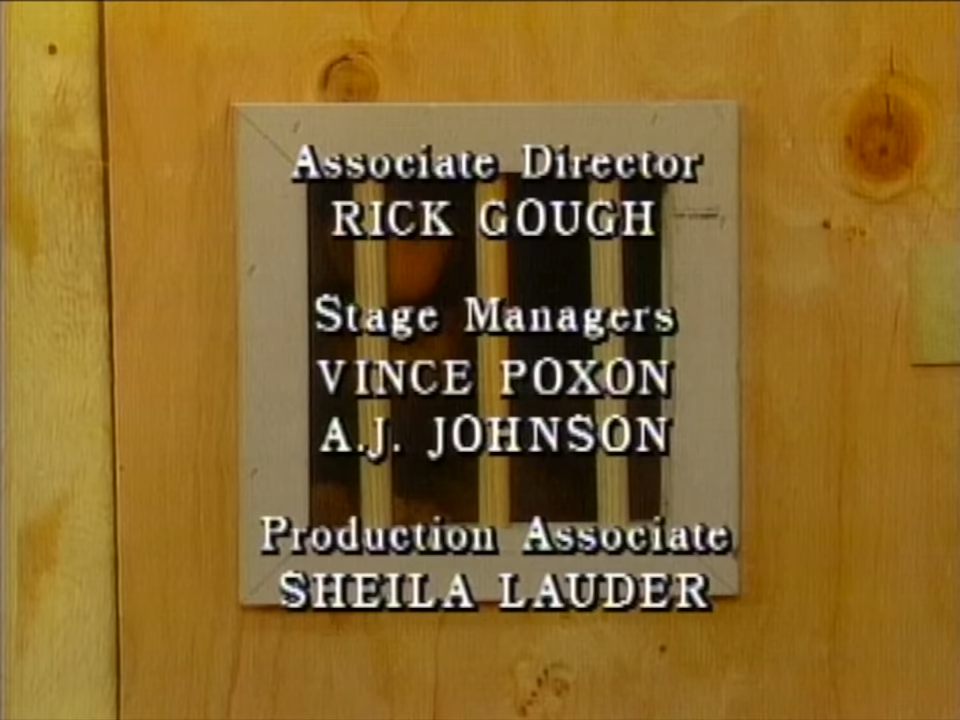 Associate Director
RICK GOUGH
Stage Managers
VINCE POXON
A.J. JOHNSON
Production Associate
SHEILA LAUDER